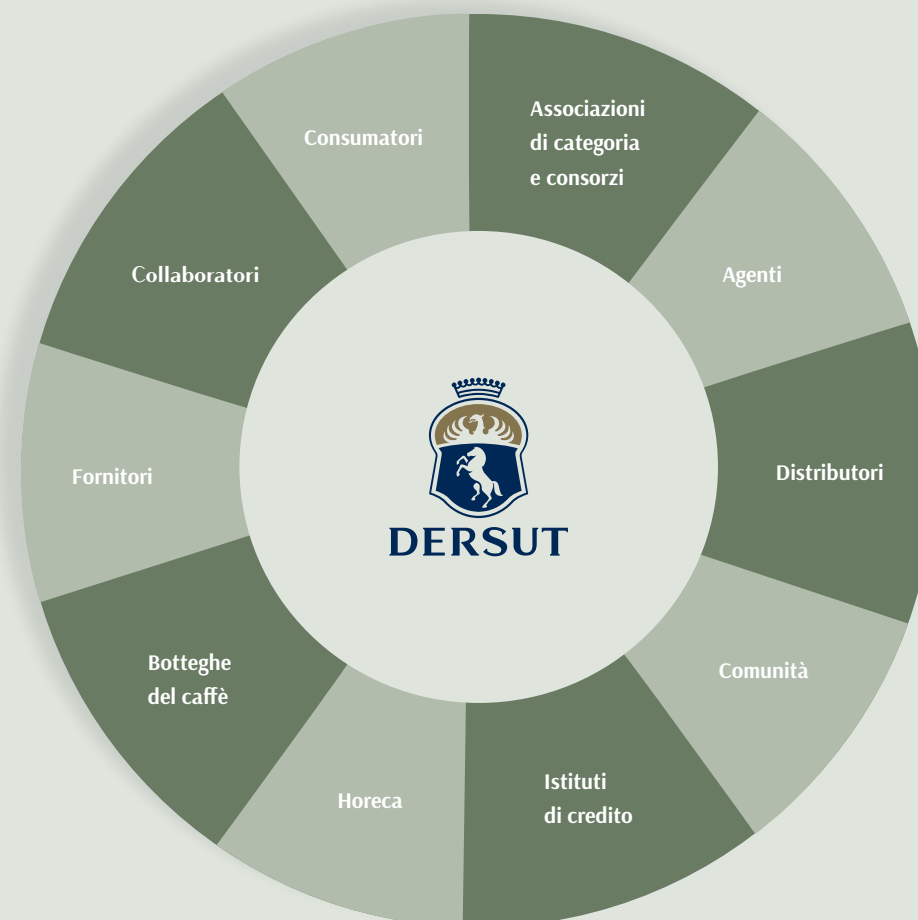 Consumatori
Associazioni
di categoria
e consorzi
Collaboratori
Agenti
Fornitori
Distributori
DERSUT
Botteghe
del caffè
Comunità
Horeca
Istituti
di credito